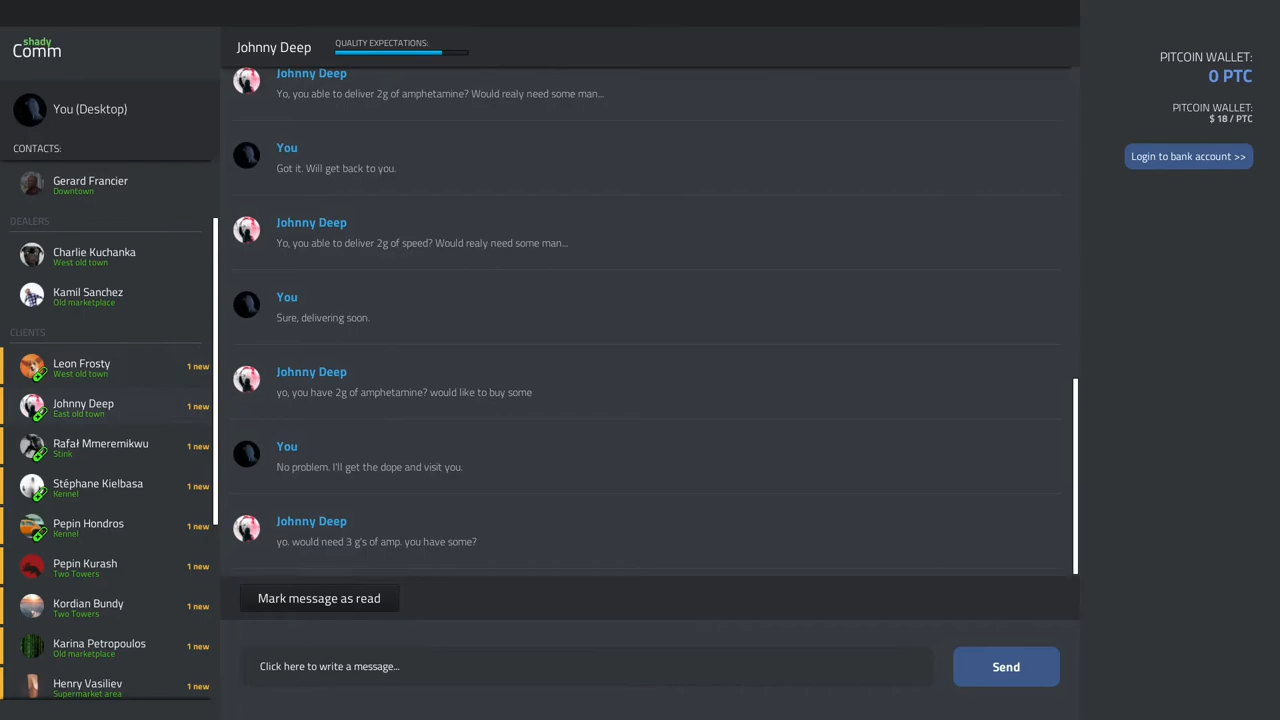 shady
Comm
You (Desktop)
CONTACTS:
Gerard Francier
Downtown
DEALERS
Charlie Kuchanka
West old town
Kamil Sanchez
Old marketplace
CLIENTS
Leon Frosty
West old town
1 new
Johnny Deep
East old town
1 new
Rafał Mmeremikwu
Stink
1 new
Stéphane Kielbasa
Kennel
1 new
Pepin Hondros
Kennel
1 new
Pepin Kurash
Two Towers
1 new
Kordian Bundy
Two Towers
1 new
Karina Petropoulos
Old marketplace
1 new
Henry Vasiliev
Supermarket area
1 new
Johnny Deep
QUALITY EXPECTATIONS:
Johnny Deep
Yo, you able to deliver 2g of amphetamine? Would realy need some man...
You
Got it. Will get back to you.
Johnny Deep
Yo, you able to deliver 2g of speed? Would realy need some man...
You
Sure, delivering soon.
Johnny Deep
yo, you have 2g of amphetamine? would like to buy some
You
No problem. I'll get the dope and visit you.
Johnny Deep
yo. would need 3 g's of amp. you have some?
Mark message as read
Click here to write a message...
Send
PITCOIN WALLET:
0 PTC
PITCOIN WALLET:
$ 18 / PTC
Login to bank account >>